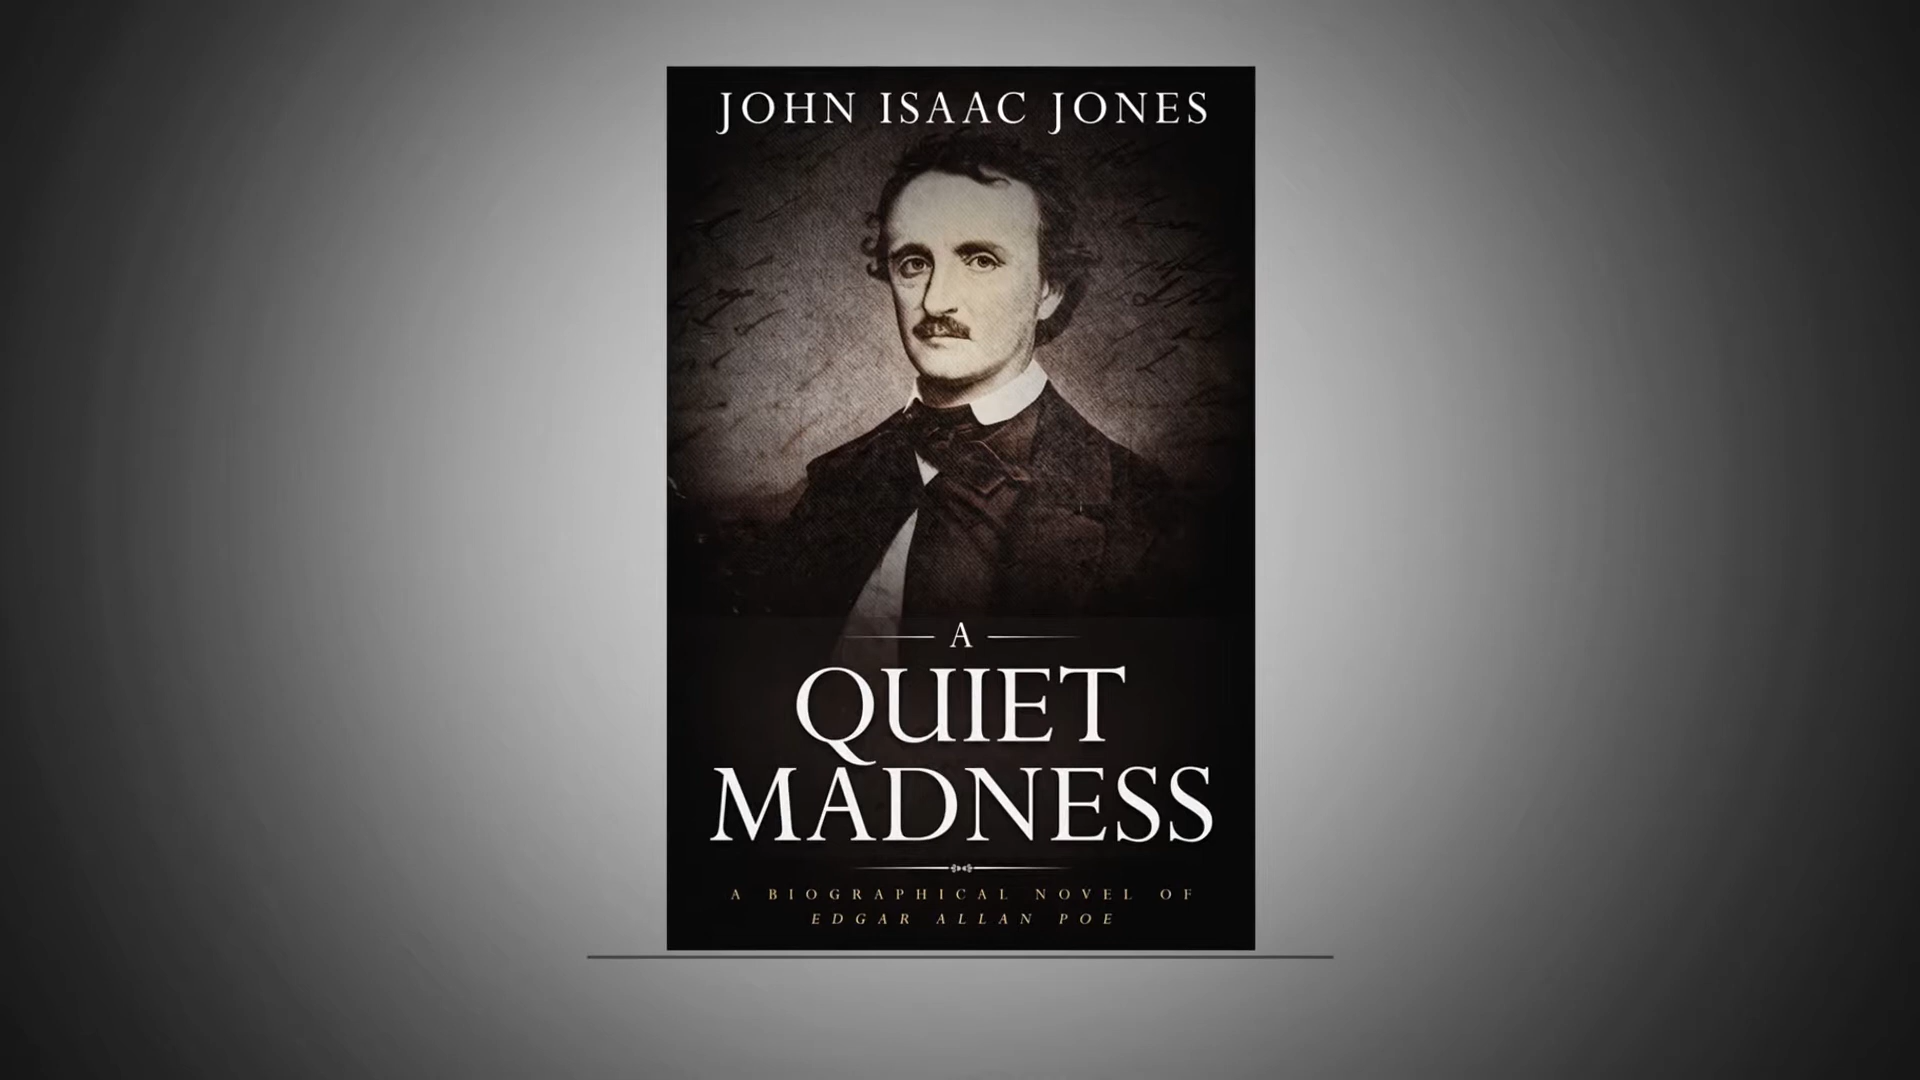 JOHN ISAAC JONES
A
QUIET
MADNESS
A BIOGRAPHICAL NOVEL OF
EDGAR ALLAN POE